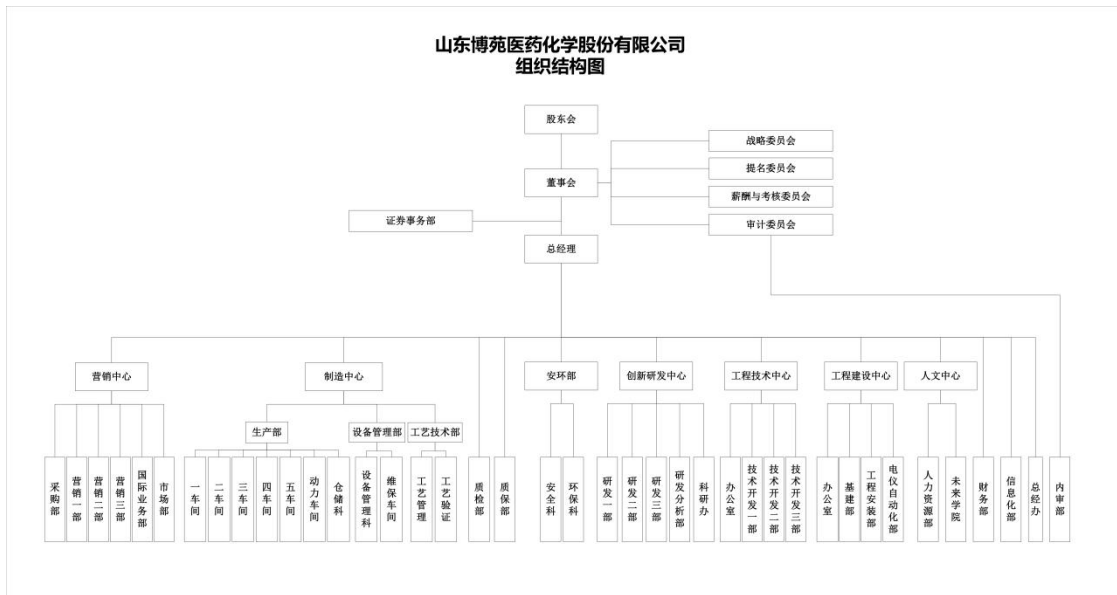 山东博苑医药化学股份有限公司
组织结构图
股东会
战略委员会
提名委员会
董事会
薪酬与考核委员会
证券事务部
审计委员会
总经理
营销中心
制造中心
安环部
创新研发中心
工程技术中心
工程建设中心
人文中心
生产部
设备管理部
工艺技术部
采购部
营销一部
营销二部
营销三部
国际业务部
市场部
一车间
二车间
三车间
四车间
五车间
动力车间
仓储科
设备管理科
维保车间
工艺管理
工艺验证
质检部
质保部
安全科
环保科
研发一部
研发二部
研发三部
研发分析部
科研办
办公室
技术开发一部
技术开发二部
技术开发三部
办公室
基建部
工程安装部
电仪自动化部
人力资源部
未来学院
财务部
信息化部
总经办
内审部